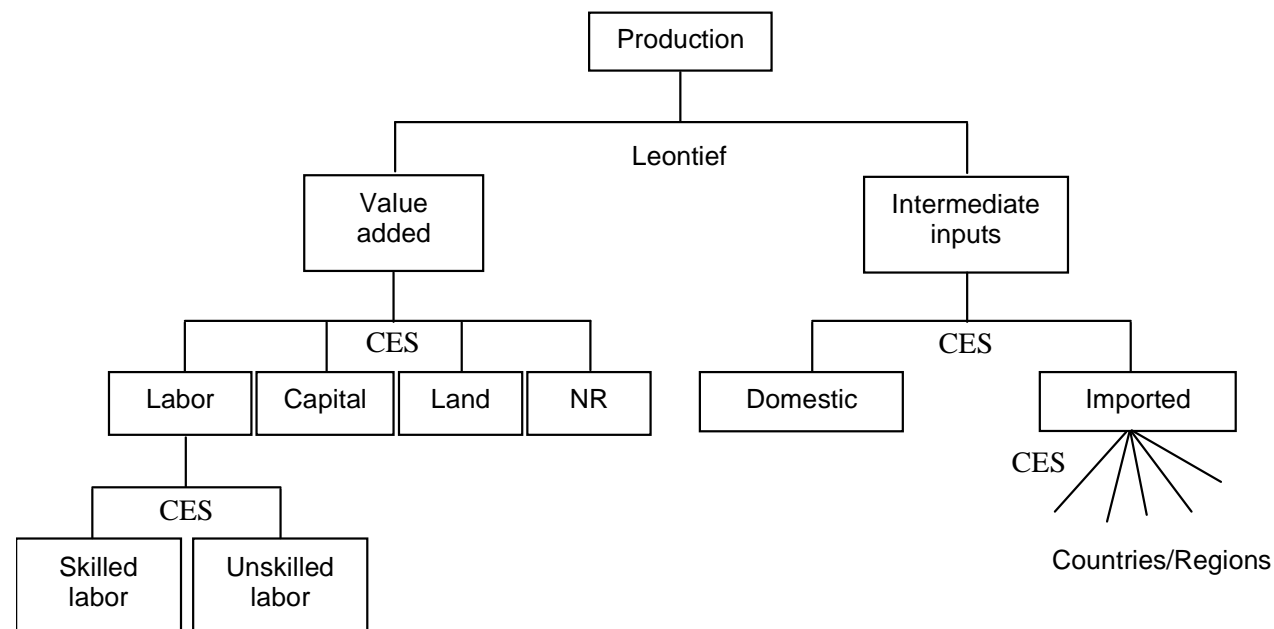 Production
Leontief
Value
added
Intermediate
inputs
CES
CES
Labor
Capital
Land
NR
Domestic
Imported
CES
CES
Skilled
labor
Unskilled
labor
Countries/Regions